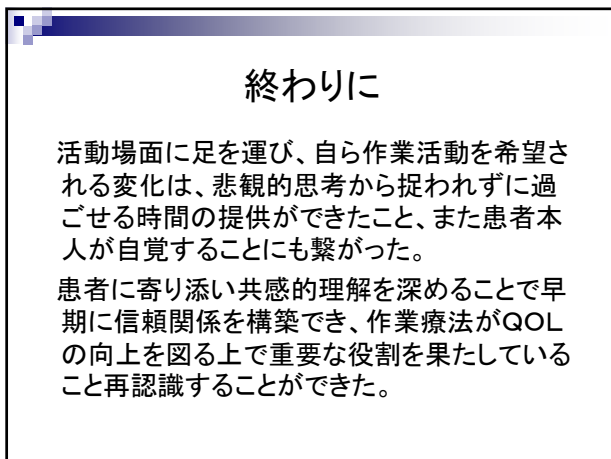 終わりに
活動場面に足を運び、自ら作業活動を希望さ
れる変化は、悲観的思考から捉われずに過
ごせる時間の提供ができたこと、また患者本
人が自覚することにも繋がった。
患者に寄り添い共感的理解を深めることで早
期に信頼関係を構築でき、作業療法がQOL
の向上を図る上で重要な役割を果たしている
こと再認識することができた。